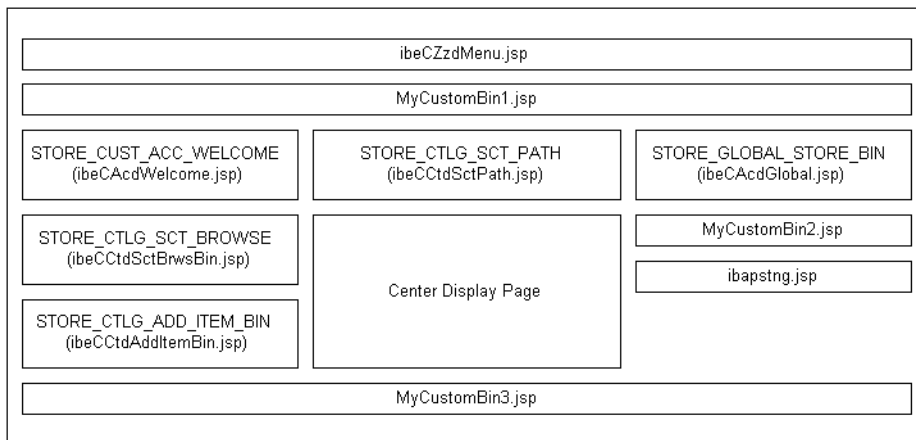 ibeCZzdMenu.jsp
MyCustomBin1.jsp
STORE_CUST_ACC_WELCOME
(ibeCAcdWelcome.jsp)
STORE_CTLG_SCT_PATH
(ibeCCtdSctPath.jsp)
STORE_GLOBAL_STORE_BIN
(ibeCAcdGlobal.jsp)
STORE_CTLG_SCT_BROWSE
(ibeCCtdSctBrwsBin.jsp)
STORE_CTLG_ADD_ITEM_BIN
(ibeCCtdAddItemBin.jsp)
Center Display Page
MyCustomBin2.jsp
ibapstng.jsp
MyCustomBin3.jsp